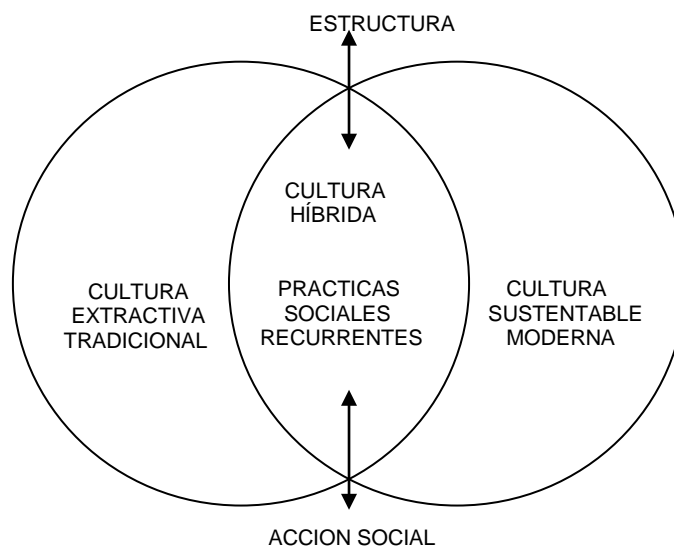 ESTRUCTURA
CULTURA
HÍBRIDA
CULTURA
EXTRACTIVA
TRADICIONAL
PRACTICAS
SOCIALES
RECURRENTES
CULTURA
SUSTENTABLE
MODERNA
ACCION SOCIAL